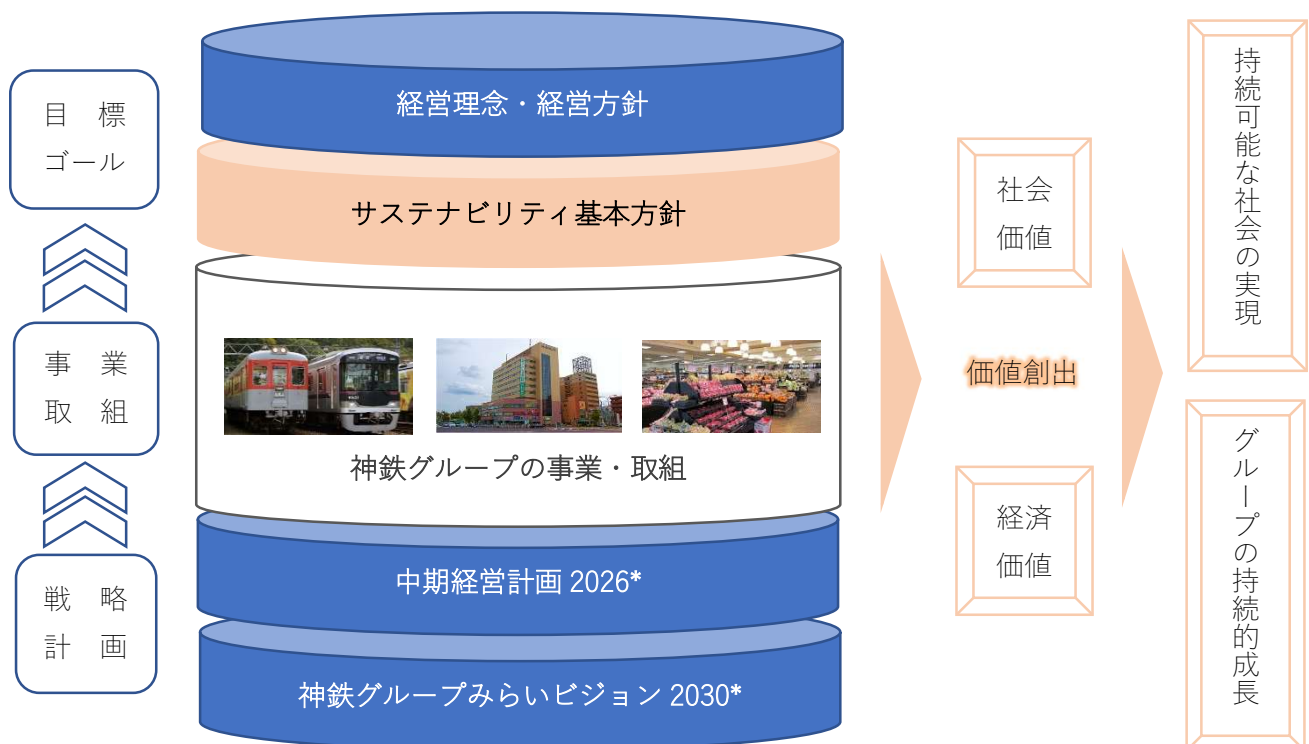 目　標
ゴール
事　業
取　組
戦　略
計　画
経営理念・経営方針
サステナビリティ基本方針
神鉄グループの事業・取組
中期経営計画 2026*
神鉄グループみらいビジョン 2030*
社会
価値
価値創出
経済
価値
持続可能な社会の実現
グループの持続的成長